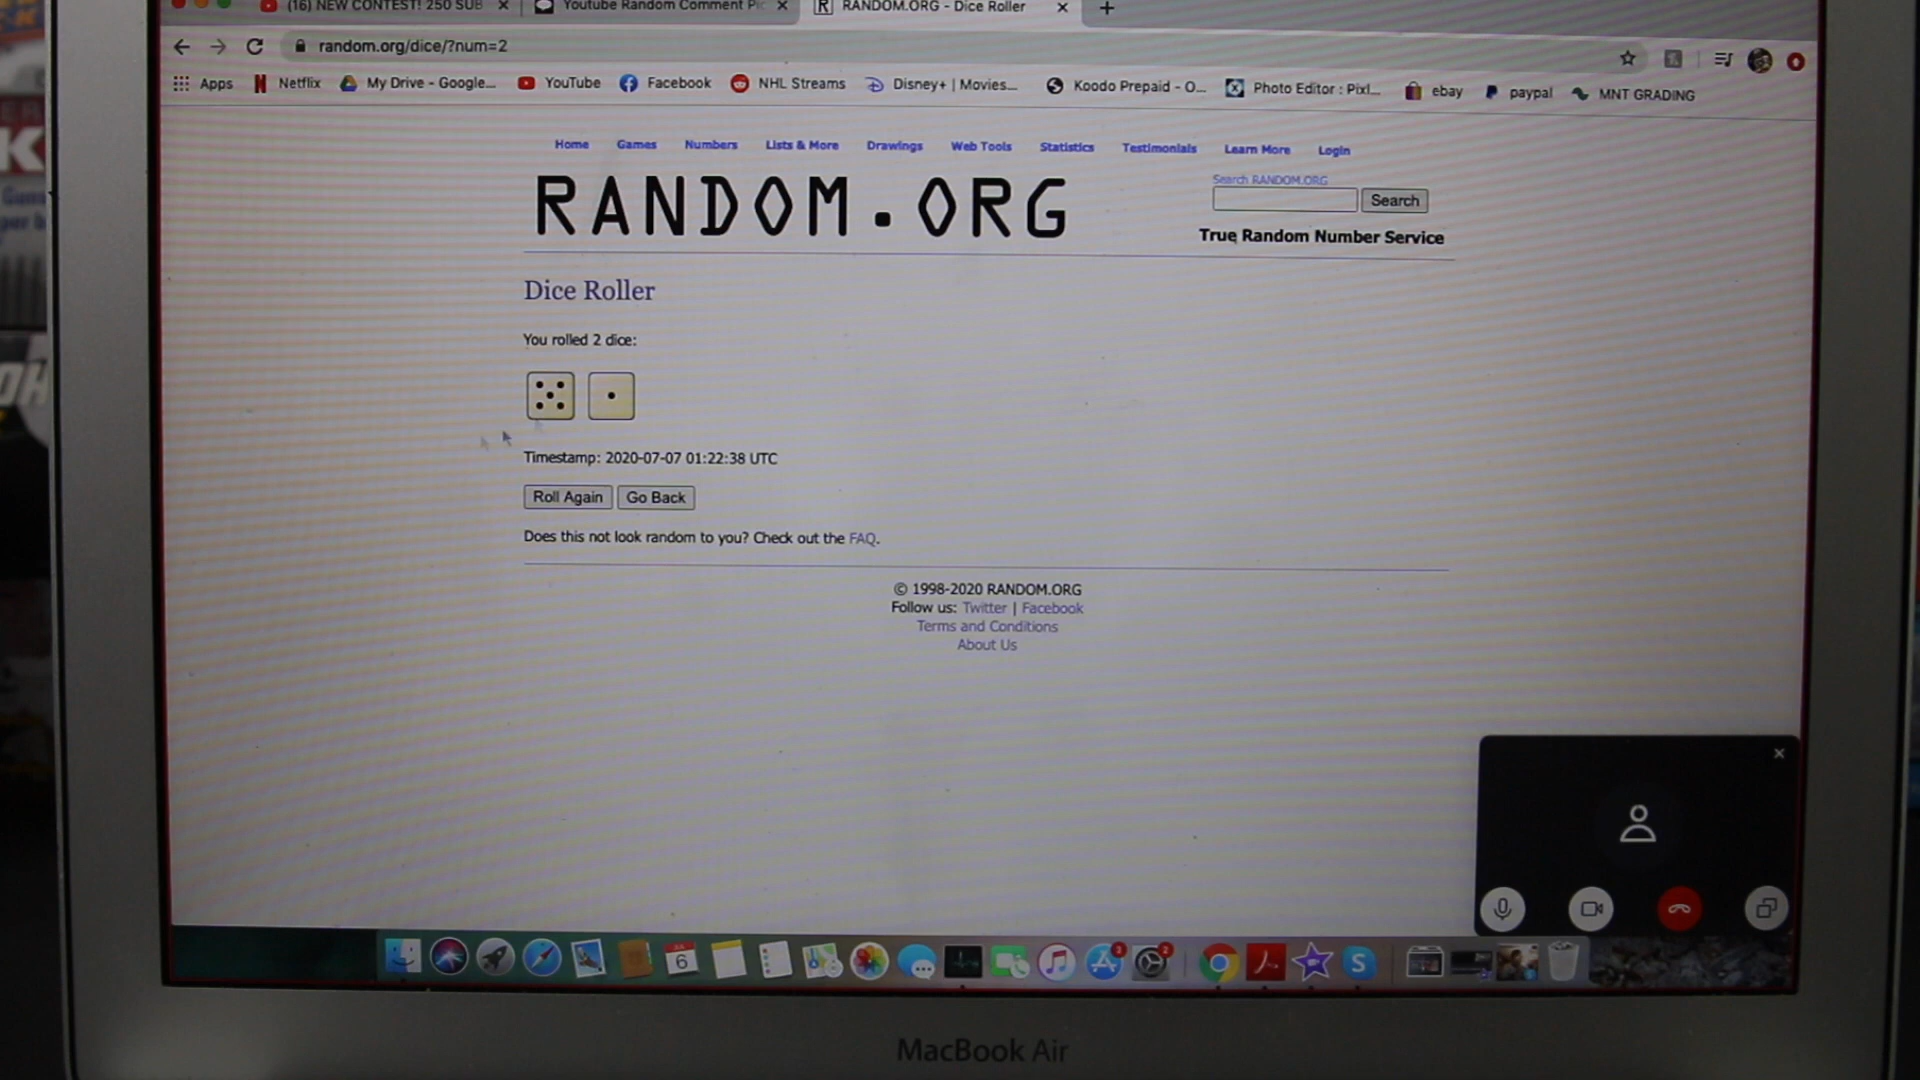 (16) NEW CONTEST! 250 SUB
Youtube Random Comment Pic
RANDOM.ORG - Dice Roller
random.org/dice/?num=2
Apps Netflix My Drive - Google... YouTube Facebook NHL Streams Disney+ | Movies... Koodo Prepaid - O... Photo Editor : Pixl... ebay paypal MNT GRADING
Home Games Numbers Lists & More Drawings Web Tools Statistics Testimonials Learn More Login
RANDOM.ORG
Search RANDOM.ORG
Search
True Random Number Service
Dice Roller
You rolled 2 dice:
Timestamp: 2020-07-07 01:22:38 UTC
Roll Again Go Back
Does this not look random to you? Check out the FAQ.
© 1998-2020 RANDOM.ORG
Follow us: Twitter | Facebook
Terms and Conditions
About Us
JUL
6
MacBook Air